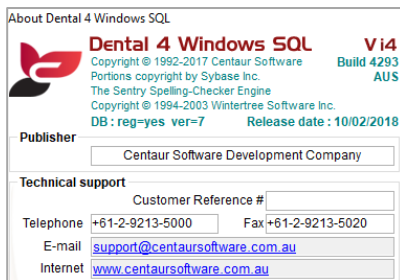 About Dental 4 Windows SQL
Dental 4 Windows SQL Vi4
Copyright © 1992-2017 Centaur Software Build 4293
Portions copyright by Sybase Inc. AUS
The Sentry Spelling-Checker Engine
Copyright © 1994-2003 Wintertree Software Inc.
DB : reg=yes ver=7 Release date : 10/02/2018
Publisher
Centaur Software Development Company
Technical support
Customer Reference #
Telephone +61-2-9213-5000 Fax +61-2-9213-5020
E-mail support@centaursoftware.com.au
Internet www.centaursoftware.com.au